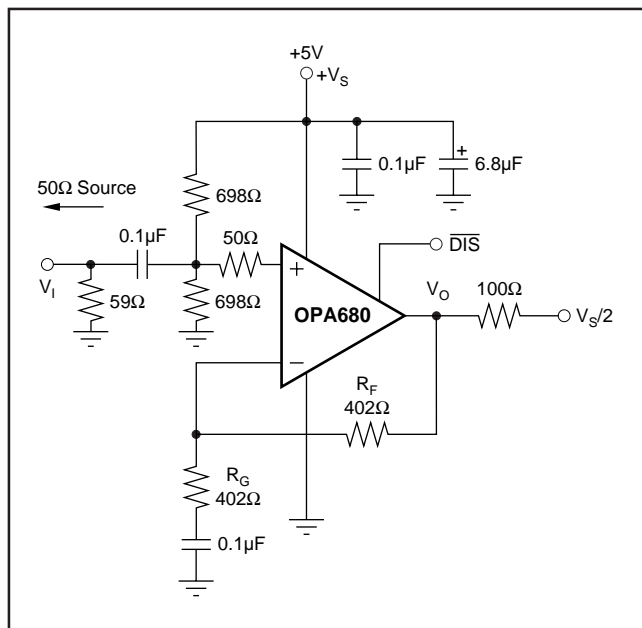 +5V
+V_S
0.1µF
6.8µF
50Ω Source
698Ω
0.1µF
50Ω
DIS
V_I
59Ω
698Ω
+
OPA680
−
V_O
100Ω
V_S/2
R_F
402Ω
R_G
402Ω
0.1µF
+